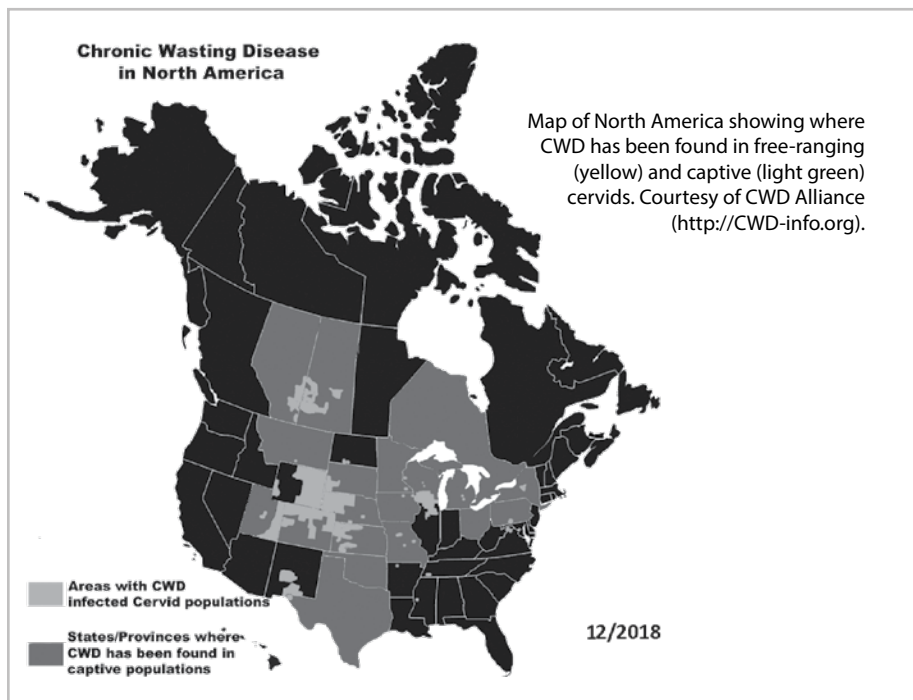 Chronic Wasting Disease
in North America
Map of North America showing where
CWD has been found in free-ranging
(yellow) and captive (light green)
cervids. Courtesy of CWD Alliance
(http://CWD-info.org).
Areas with CWD
infected Cervid populations
States/Provinces where
CWD has been found in
captive populations
12/2018